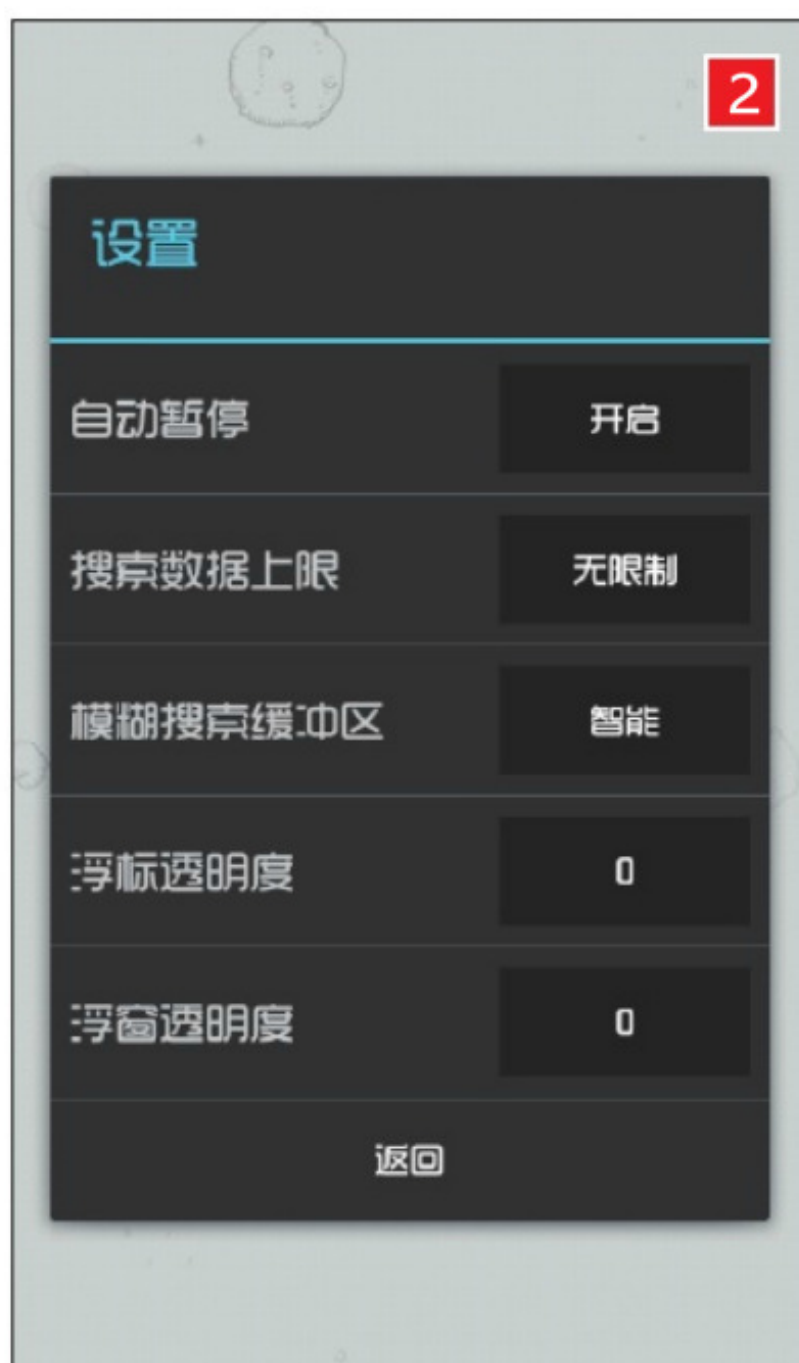 2
设置
自动暂停 开启
搜索数据上限 无限制
模糊搜索缓冲区 智能
浮标透明度 0
浮窗透明度 0
返回